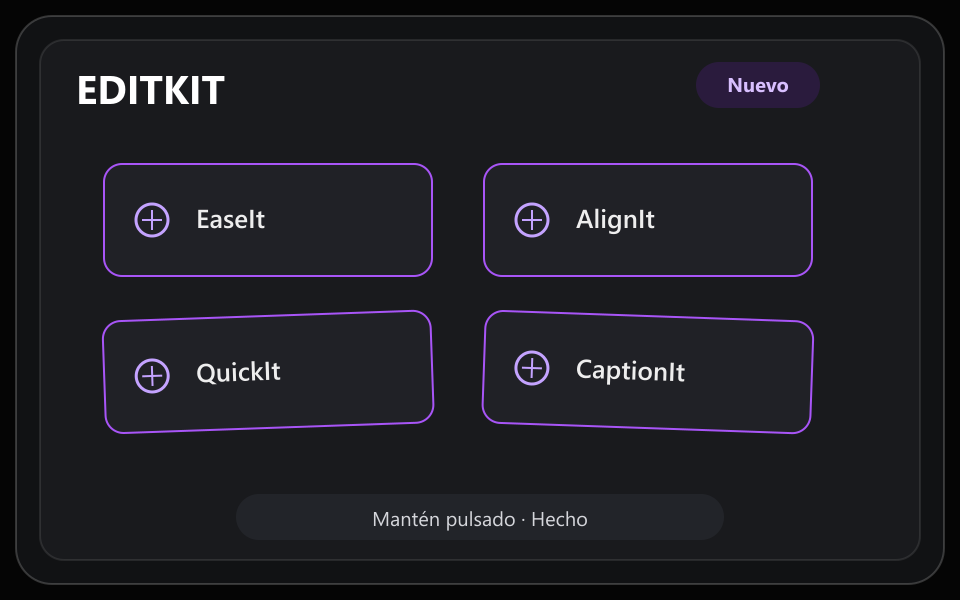 EDITKIT
Nuevo
EaseIt
AlignIt
QuickIt
CaptionIt
Mantén pulsado · Hecho